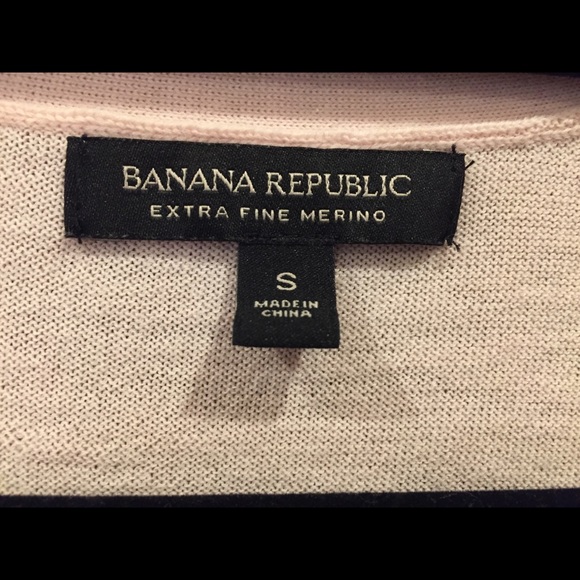 BANANA REPUBLIC
EXTRA FINE MERINO
S
MADE IN
CHINA